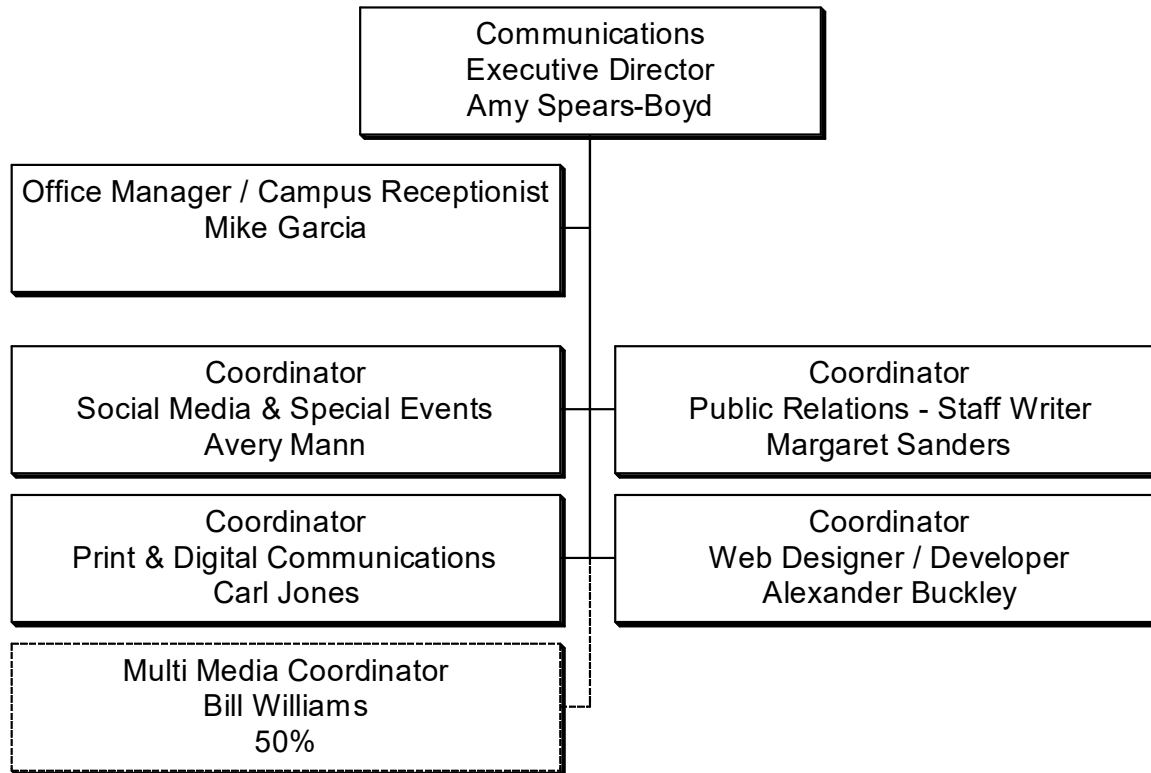 Communications
Executive Director
Amy Spears-Boyd
Office Manager / Campus Receptionist
Mike Garcia
Coordinator
Social Media & Special Events
Avery Mann
Coordinator
Public Relations - Staff Writer
Margaret Sanders
Coordinator
Print & Digital Communications
Carl Jones
Coordinator
Web Designer / Developer
Alexander Buckley
Multi Media Coordinator
Bill Williams
50%